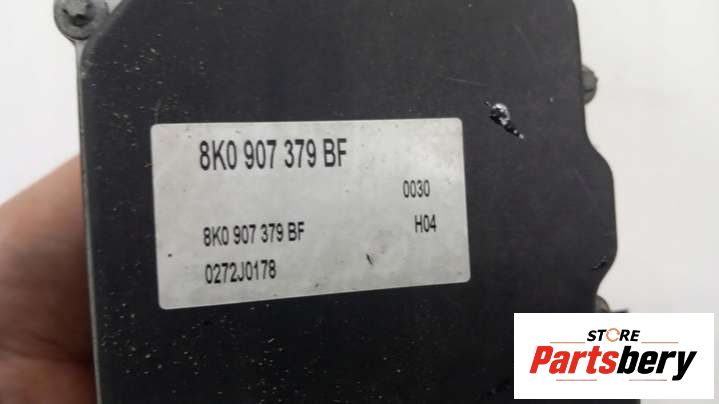 8K0 907 379 BF
0030
8K0 907 379 BF
H04
0272J0178
STORE
Partsbery